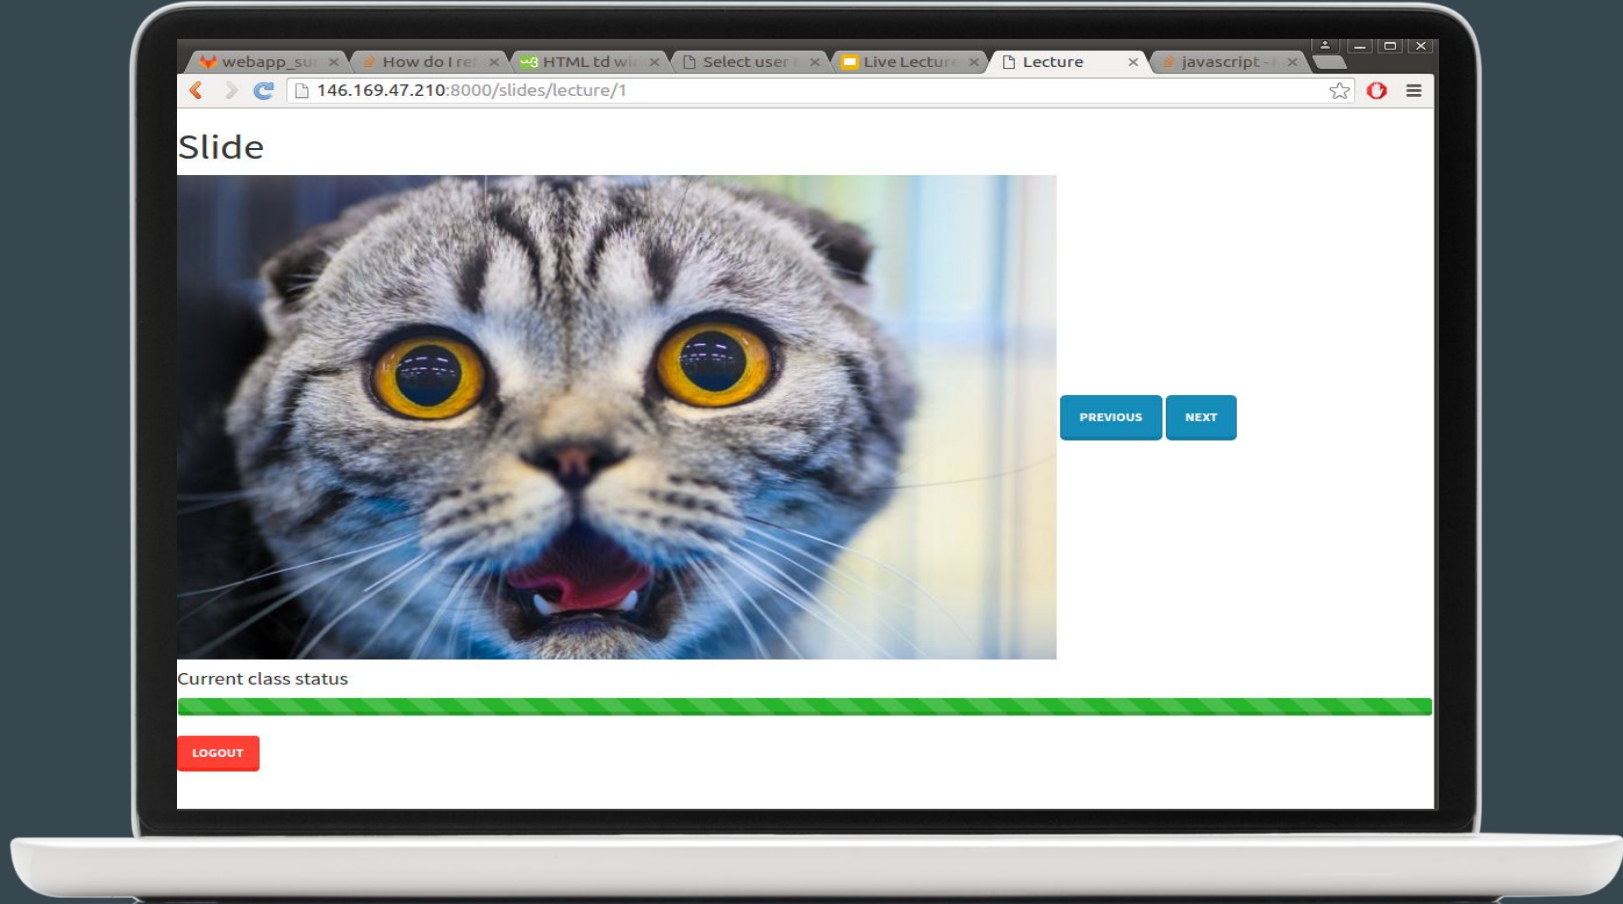 webapp_su How do I re HTML td wi Select user Live Lecture Lecture javascript -
146.169.47.210:8000/slides/lecture/1
Slide
PREVIOUS NEXT
Current class status
LOGOUT